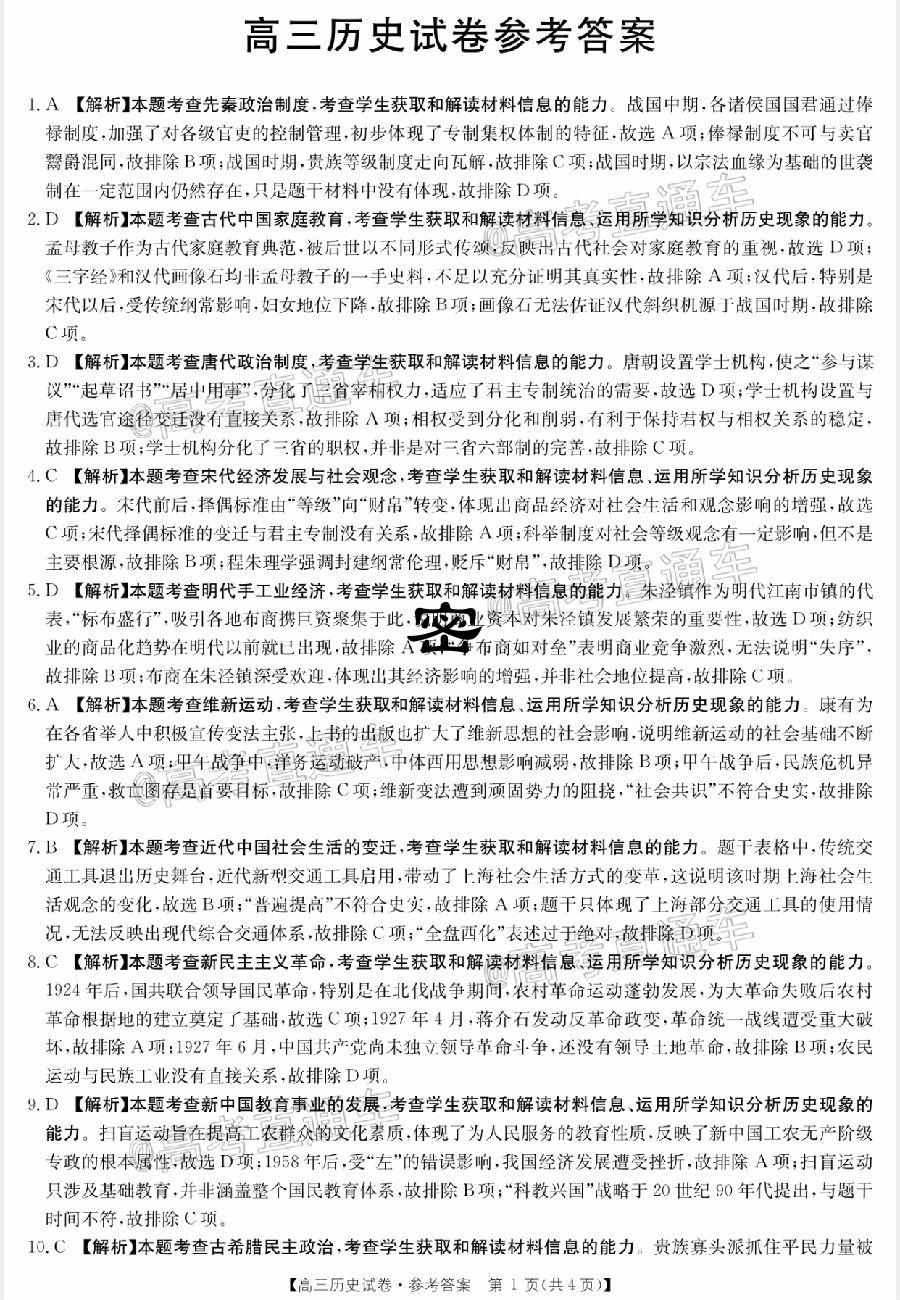 高三历史试卷参考答案
1. A 【解析】本题考查先秦政治制度,考查学生获取和解读材料信息的能力。战国中期,各诸侯国国君通过俸
禄制度,加强了对各级官吏的控制管理,初步体现了专制集权体制的特征,故选 A 项;俸禄制度不可与卖官
鬻爵混同,故排除 B 项;战国时期,贵族等级制度走向瓦解,故排除 C 项;战国时期,以宗法血缘为基础的世袭
制在一定范围内仍然存在,只是题干材料中没有体现,故排除 D 项。
2. D 【解析】本题考查古代中国家庭教育,考查学生获取和解读材料信息、运用所学知识分析历史现象的能力。
孟母教子作为古代家庭教育典范,被后世以不同形式传颂,反映出古代社会对家庭教育的重视,故选 D 项;
《三字经》和汉代画像石均非孟母教子的一手史料,不足以充分证明其真实性,故排除 A 项;汉代后,特别是
宋代以后,受传统纲常影响,妇女地位下降,故排除 B 项;画像石无法佐证汉代斜织机源于战国时期,故排除
C 项。
3. D 【解析】本题考查唐代政治制度,考查学生获取和解读材料信息的能力。唐朝设置学士机构,使之“参与谋
议”“起草诏书”“居中用事”,分化了三省宰相权力,适应了君主专制统治的需要,故选 D 项;学士机构设置与
唐代选官途径变迁没有直接关系,故排除 A 项;相权受到分化和削弱,有利于保持君权与相权关系的稳定,
故排除 B 项;学士机构分化了三省的职权,并非是对三省六部制的完善,故排除 C 项。
4. C 【解析】本题考查宋代经济发展与社会观念,考查学生获取和解读材料信息、运用所学知识分析历史现象
的能力。宋代前后,择偶标准由“等级”向“财帛”转变,体现出商品经济对社会生活和观念影响的增强,故选
C 项;宋代择偶标准的变迁与君主专制没有关系,故排除 A 项;科举制度对社会等级观念有一定影响,但不是
主要根源,故排除 B 项;程朱理学强调封建纲常伦理,贬斥“财帛”,故排除 D 项。
5. D 【解析】本题考查明代手工业经济,考查学生获取和解读材料信息的能力。朱泾镇作为明代江南市镇的代
表,“标布盛行”,吸引各地布商携巨资聚集于此,业资本对朱泾镇发展繁荣的重要性,故选 D 项;纺织
业的商品化趋势在明代以前就已出现,故排除 A 布商如对垒”表明商业竞争激烈,无法说明“失序”,
故排除 B 项;布商在朱泾镇深受欢迎,体现出其经济影响的增强,并非社会地位提高,故排除 C 项。
密
6. A 【解析】本题考查维新运动,考查学生获取和解读材料信息、运用所学知识分析历史现象的能力。康有为
在各省举人中积极宣传变法主张,上书的出版也扩大了维新思想的社会影响,说明维新运动的社会基础不断
扩大,故选 A 项;甲午战争中,洋务运动破产,中体西用思想影响减弱,故排除 B 项;甲午战争后,民族危机异
常严重,救亡图存是首要目标,故排除 C 项;维新变法遭到顽固势力的阻挠,“社会共识”不符合史实,故排除
D 项。
7. B 【解析】本题考查近代中国社会生活的变迁,考查学生获取和解读材料信息的能力。题干表格中,传统交
通工具退出历史舞台,近代新型交通工具启用,带动了上海社会生活方式的变革,这说明该时期上海社会生
活观念的变化,故选 B 项;“普遍提高”不符合史实,故排除 A 项;题干只体现了上海部分交通工具的使用情
况,无法反映出现代综合交通体系,故排除 C 项;“全盘西化”表述过于绝对,故排除 D 项。
8. C 【解析】本题考查新民主主义革命,考查学生获取和解读材料信息、运用所学知识分析历史现象的能力。
1924 年后,国共联合领导国民革命,特别是在北伐战争期间,农村革命运动蓬勃发展,为大革命失败后农村
革命根据地的建立奠定了基础,故选 C 项;1927 年 4 月,蒋介石发动反革命政变,革命统一战线遭受重大破
坏,故排除 A 项;1927 年 6 月,中国共产党尚未独立领导革命斗争,还没有领导土地革命,故排除 B 项;农民
运动与民族工业没有直接关系,故排除 D 项。
9. D 【解析】本题考查新中国教育事业的发展,考查学生获取和解读材料信息、运用所学知识分析历史现象的
能力。扫盲运动旨在提高工农群众的文化素质,体现了为人民服务的教育性质,反映了新中国工农无产阶级
专政的根本属性,故选 D 项;1958 年后,受“左”的错误影响,我国经济发展遭受挫折,故排除 A 项;扫盲运动
只涉及基础教育,并非涵盖整个国民教育体系,故排除 B 项;“科教兴国”战略于 20 世纪 90 年代提出,与题干
时间不符,故排除 C 项。
10. C 【解析】本题考查古希腊民主政治,考查学生获取和解读材料信息的能力。贵族寡头派抓住平民力量被
【高三历史试卷·参考答案 第 1 页(共 4 页)】
@高考直通车
@高考直通车
@高考直通车
@高考直通车
@高考直通车
@高考直通车